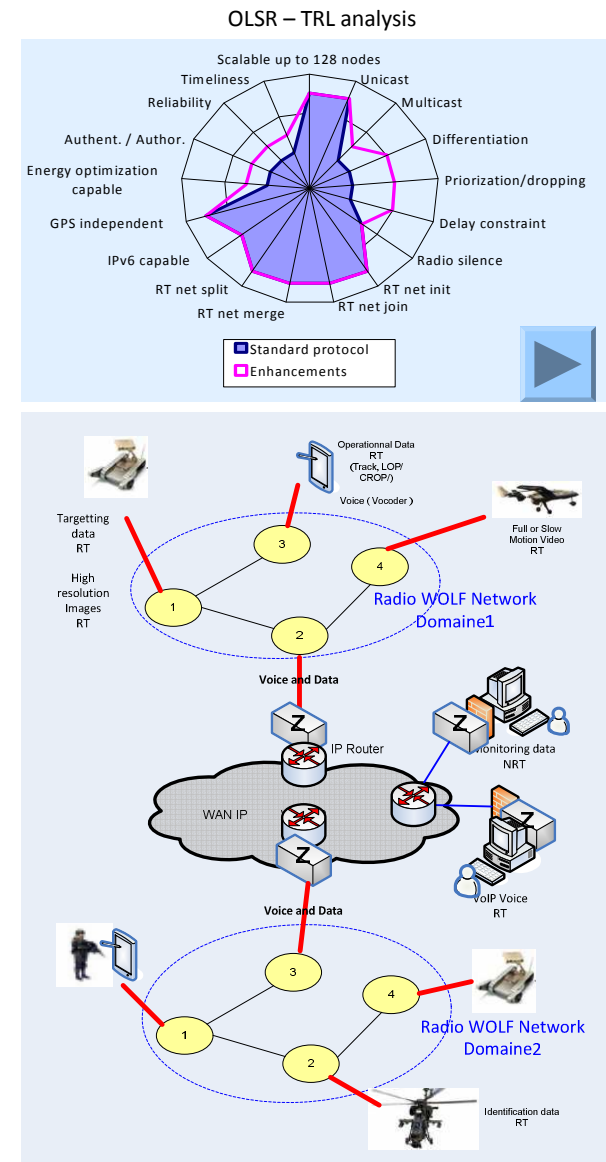 OLSR – TRL analysis
Scalable up to 128 nodes
Timeliness
Unicast
Reliability
Multicast
Authent. / Author.
Differentiation
Energy optimization
capable
Priorization/dropping
GPS independent
Delay constraint
IPv6 capable
Radio silence
RT net split
RT net init
RT net merge
RT net join
Standard protocol
Enhancements
Operationnal Data
RT
(Track, LOP/
CROP/)
Voice (Vocoder)
Targetting
data
RT
High
resolution
Images
RT
Full or Slow
Motion Video
RT
3
4
1
2
Radio WOLF Network
Domaine1
Voice and Data
Z
IP Router
Z
Monitoring data
NRT
WAN IP
Z
Z
VoIP Voice
RT
Voice and Data
3
4
1
2
Radio WOLF Network
Domaine2
Identification data
RT